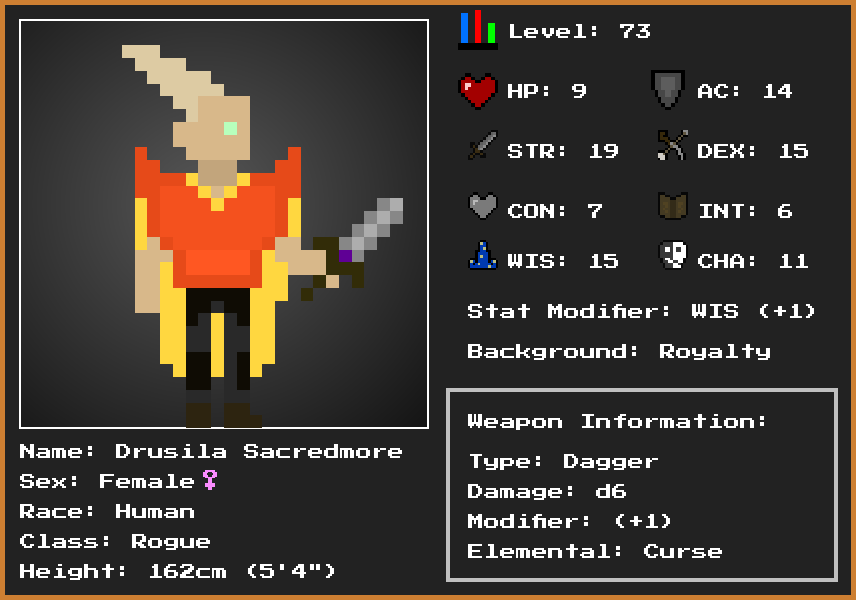 Level: 73
HP: 9
AC: 14
STR: 19
DEX: 15
CON: 7
INT: 6
WIS: 15
CHA: 11
Stat Modifier: WIS (+1)
Background: Royalty
Weapon Information:
Type: Dagger
Damage: d6
Modifier: (+1)
Elemental: Curse
Name: Drusila Sacredmore
Sex: Female♀
Race: Human
Class: Rogue
Height: 162cm (5'4")